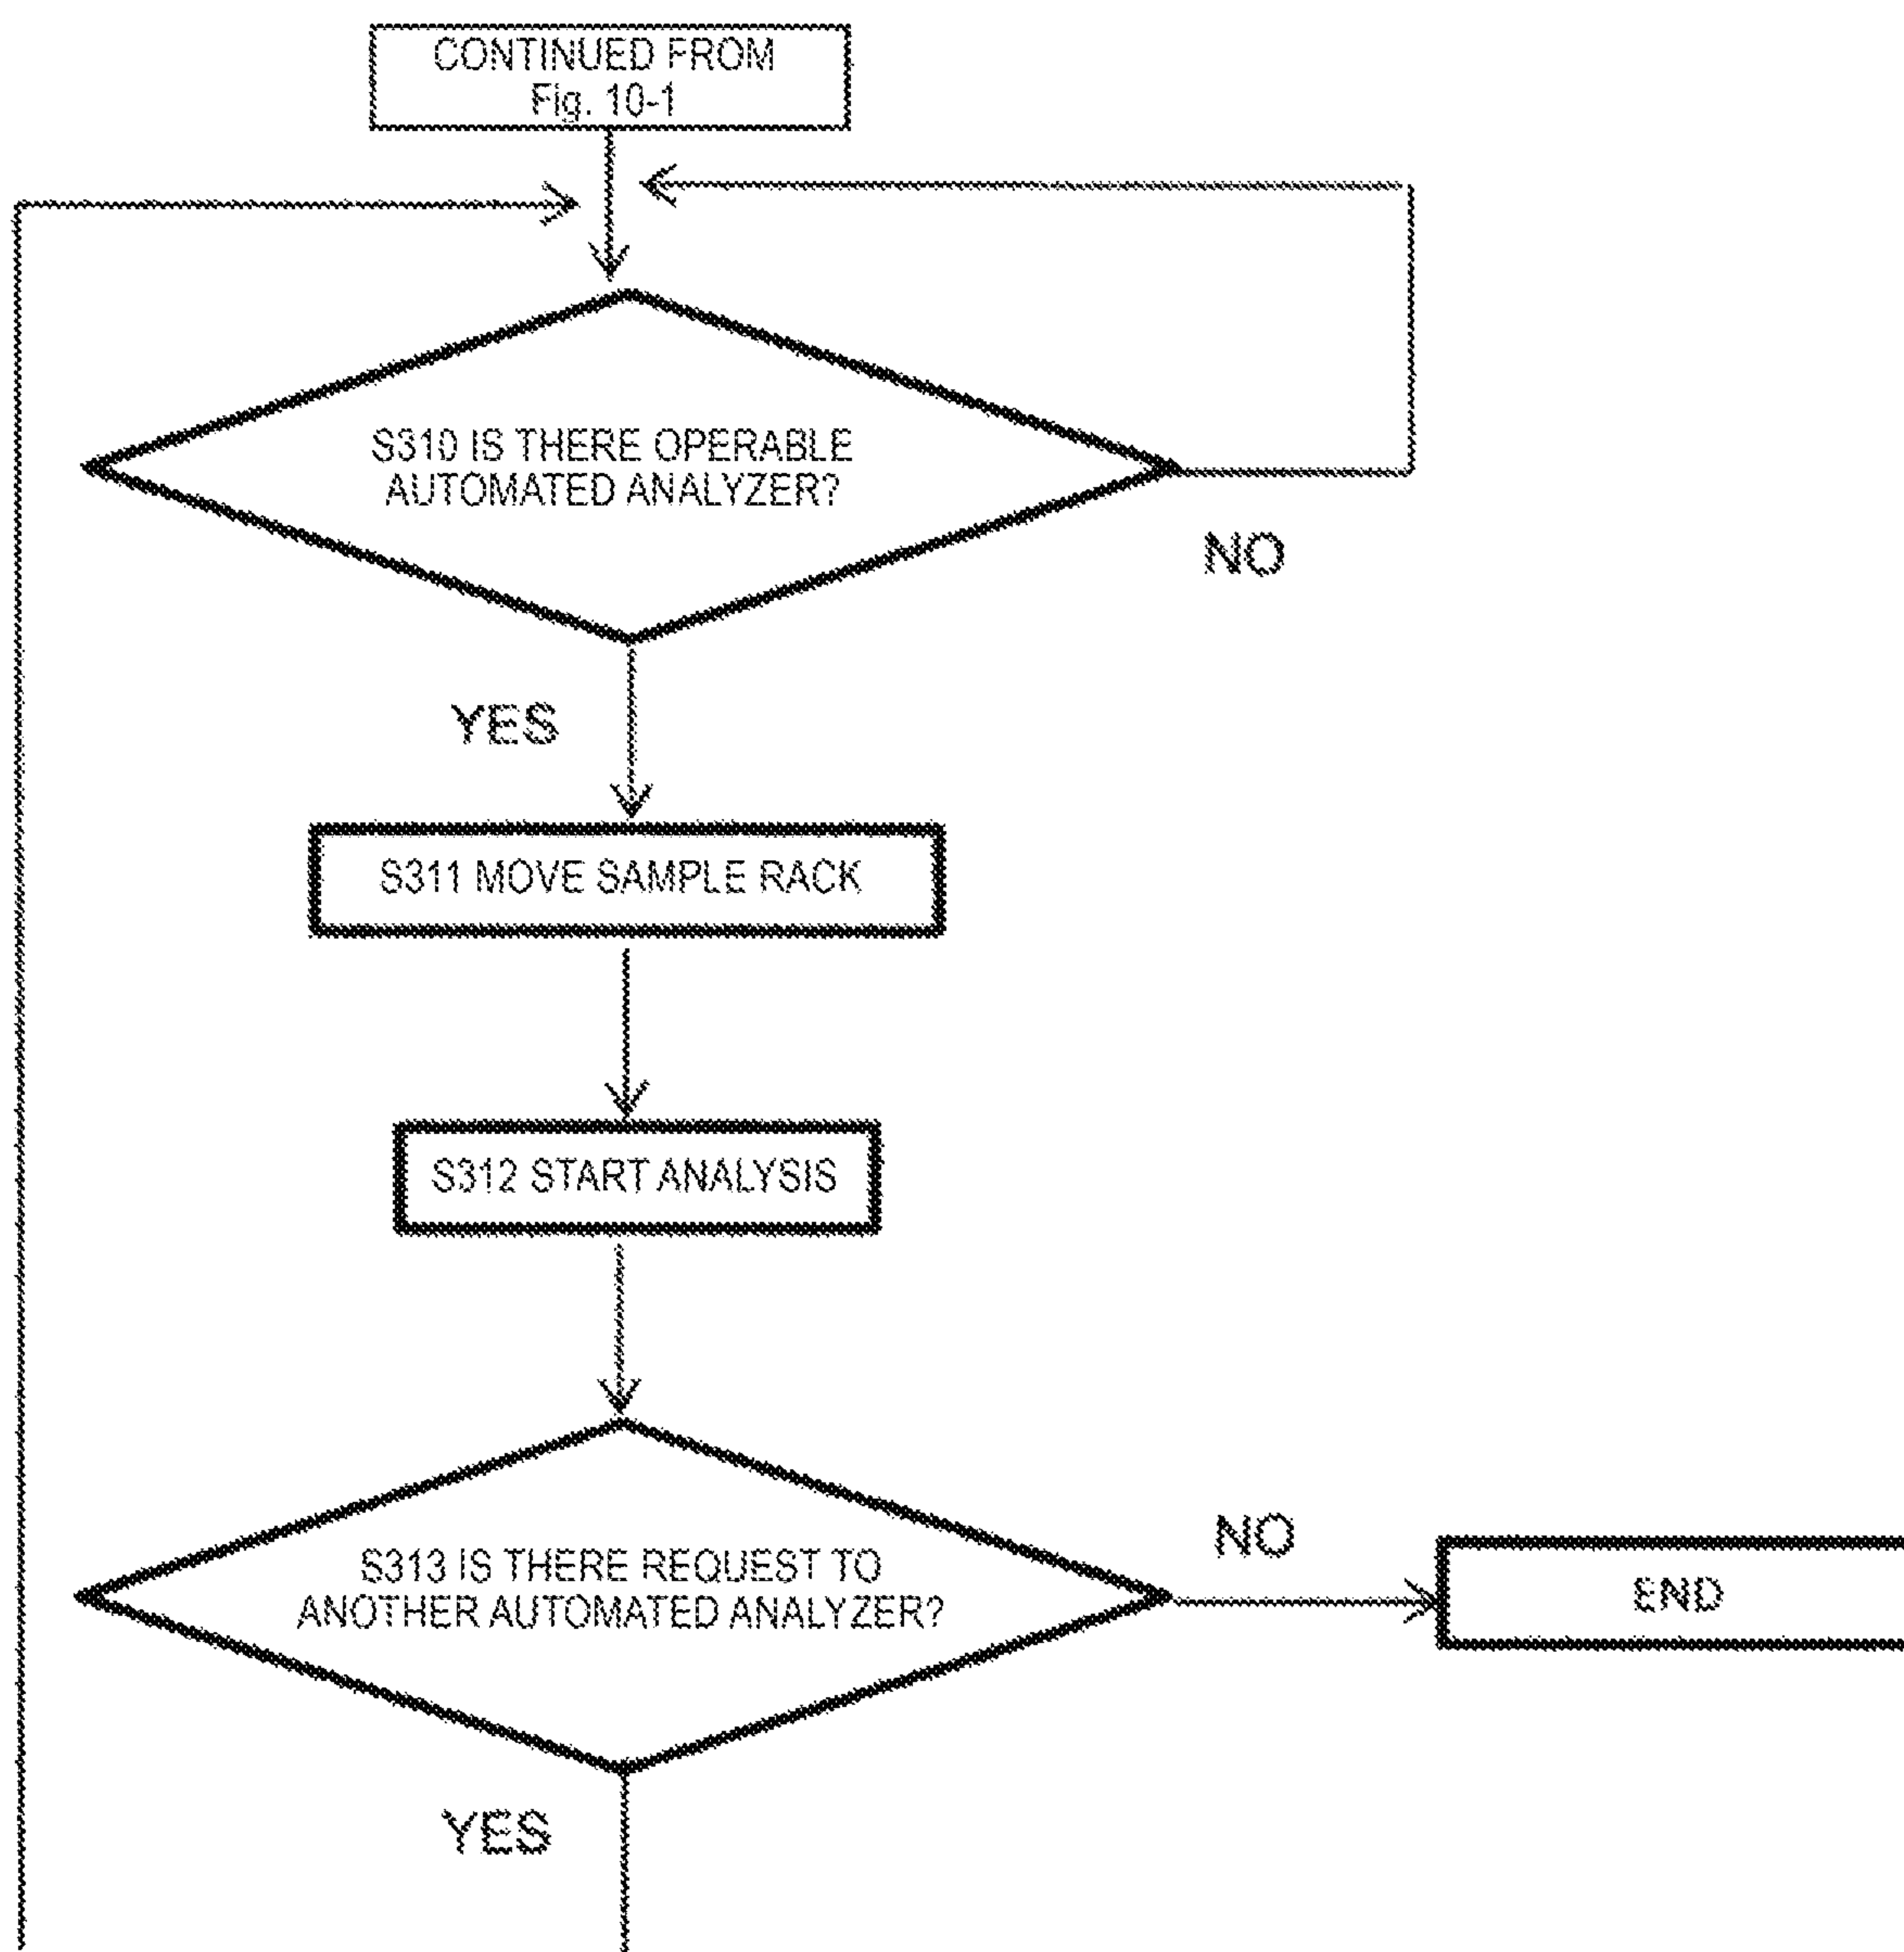 CONTINUED FROM
Fig. 10-1
S310 IS THERE OPERABLE
AUTOMATED ANALYZER?
NO
YES
S311 MOVE SAMPLE RACK
S312 START ANALYSIS
S313 IS THERE REQUEST TO
ANOTHER AUTOMATED ANALYZER?
NO
END
YES